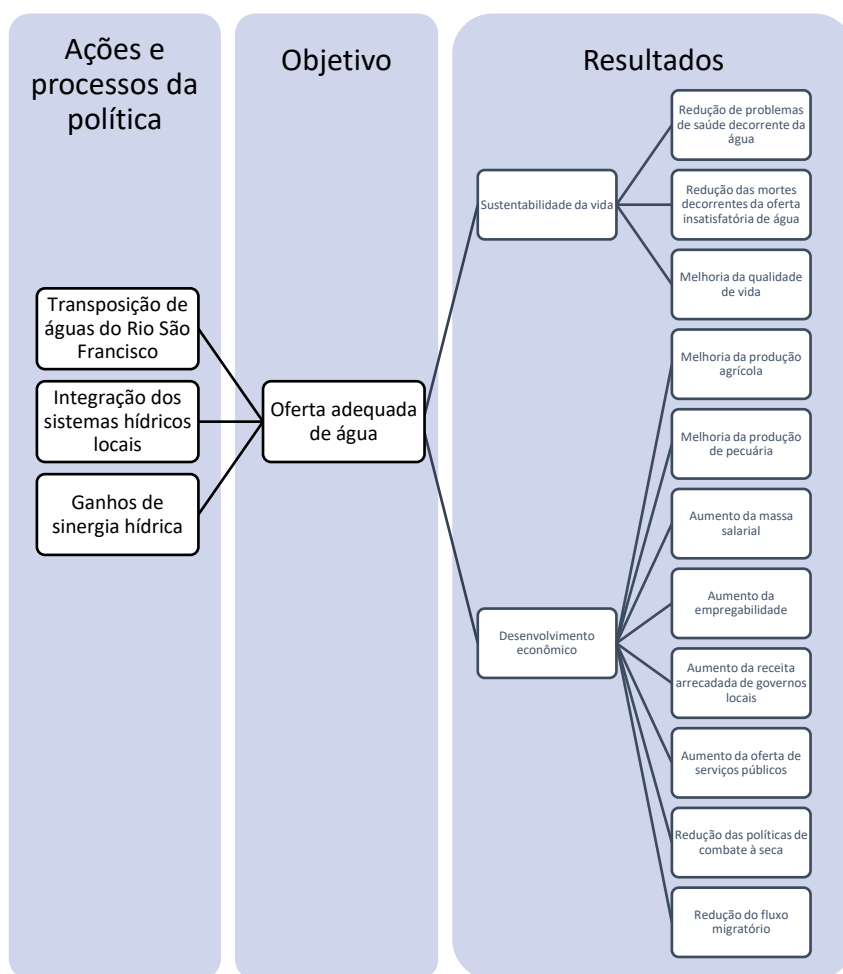 Ações e
processos da
política
Objetivo
Resultados
Transposição de
águas do Rio São
Francisco
Integração dos
sistemas hídricos
locais
Ganhos de
sinergia hídrica
Oferta adequada
de água
Sustentabilidade da vida
Desenvolvimento
econômico
Redução de problemas
de saúde decorrente da
água
Redução das mortes
decorrentes da oferta
insatisfatória de água
Melhoria da qualidade
de vida
Melhoria da produção
agrícola
Melhoria da produção
de pecuária
Aumento da massa
salarial
Aumento da
empregabilidade
Aumento da receita
arrecadada de governos
locais
Aumento da oferta de
serviços públicos
Redução das políticas de
combate à seca
Redução do fluxo
migratório